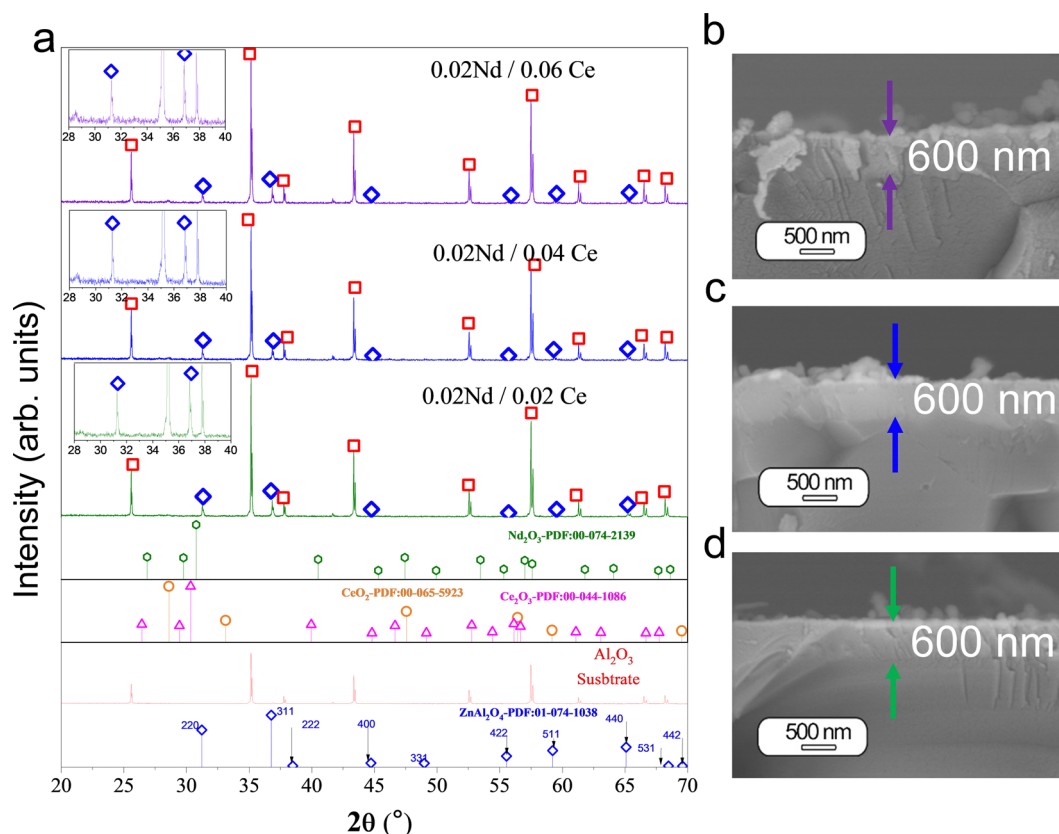 a
0.02Nd / 0.06 Ce
28 30 32 34 36 38 40
0.02Nd / 0.04 Ce
28 30 32 34 36 38 40
0.02Nd / 0.02 Ce
28 30 32 34 36 38 40
Nd₂O₃-PDF:00-074-2139
CeO₂-PDF:00-065-5923
Ce₂O₃-PDF:00-044-1086
Al₂O₃
Susbtrate
ZnAl₂O₄-PDF:01-074-1038
220
311
222
400
331
422
511
440
531
442
20 25 30 35 40 45 50 55 60 65 70
2θ (°)
Intensity (arb. units)
b
600 nm
500 nm
c
600 nm
500 nm
d
600 nm
500 nm